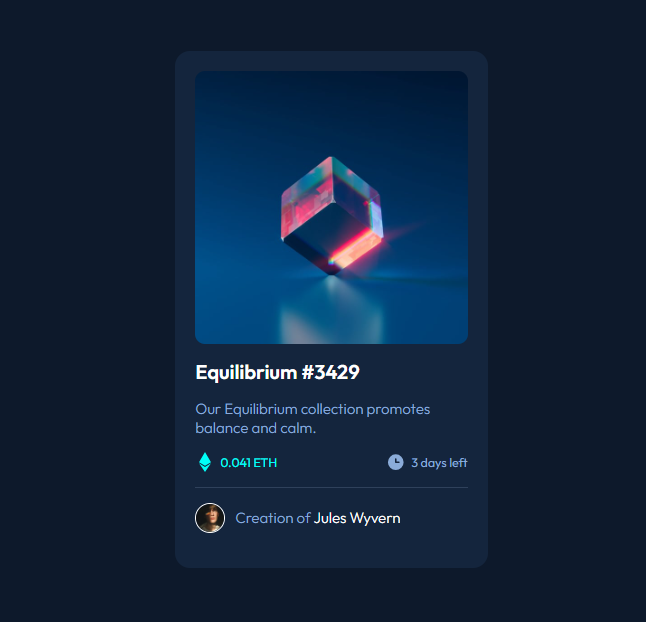 Equilibrium #3429
Our Equilibrium collection promotes
balance and calm.
0.041 ETH
3 days left
Creation of Jules Wyvern